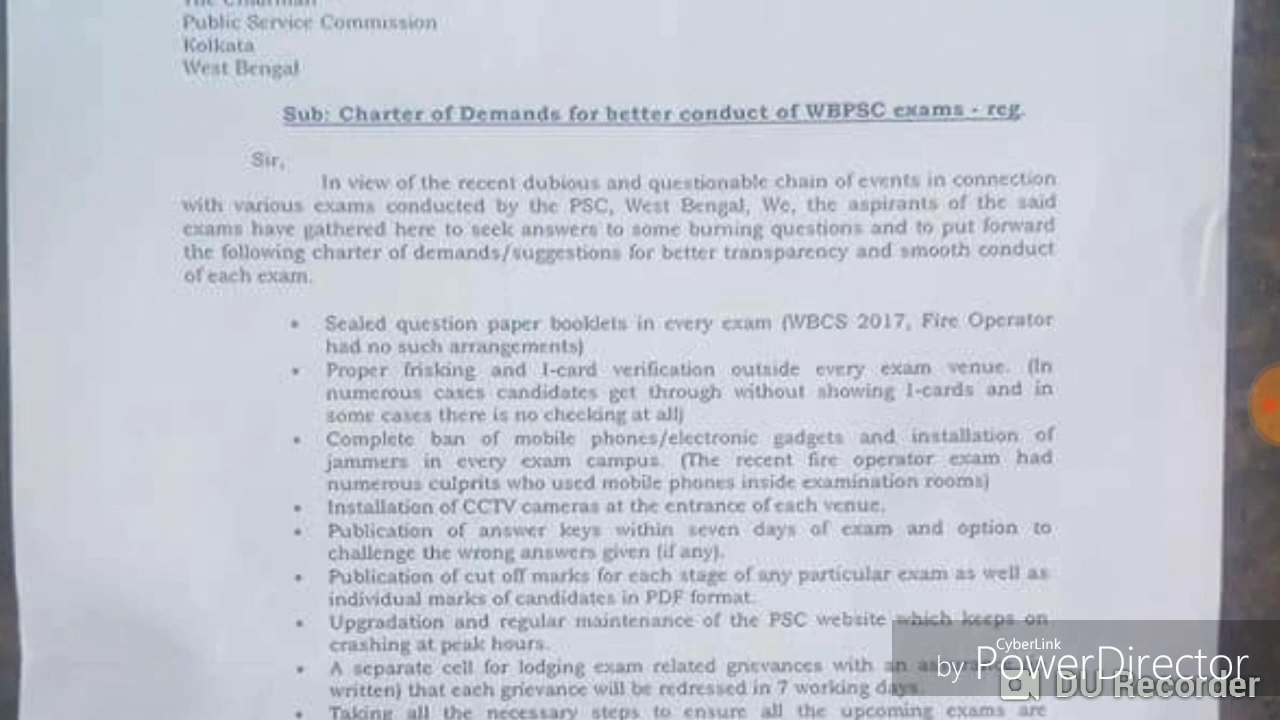 The Chairman
Public Service Commission
Kolkata
West Bengal
Sub: Charter of Demands for better conduct of WBPSC exams - reg.
Sir,
In view of the recent dubious and questionable chain of events in connection
with various exams conducted by the PSC, West Bengal, We, the aspirants of the said
exams have gathered here to seek answers to some burning questions and to put forward
the following charter of demands/suggestions for better transparency and smooth conduct
of each exam.
• Sealed question paper booklets in every exam (WBCS 2017, Fire Operator
had no such arrangements)
• Proper frisking and I-card verification outside every exam venue. (In
numerous cases candidates get through without showing I-cards and in
some cases there is no checking at all)
• Complete ban of mobile phones/electronic gadgets and installation of
jammers in every exam campus. (The recent fire operator exam had
numerous culprits who used mobile phones inside examination rooms)
• Installation of CCTV cameras at the entrance of each venue.
• Publication of answer keys within seven days of exam and option to
challenge the wrong answers given (if any).
• Publication of cut off marks for each stage of any particular exam as well as
individual marks of candidates in PDF format.
• Upgradation and regular maintenance of the PSC website which keeps on
crashing at peak hours.
• A separate cell for lodging exam related grievances with an
written) that each grievance will be redressed in 7 working days.
• Taking all the necessary steps to ensure all the upcoming exams are
CyberLink
by PowerDirector
DU Recorder